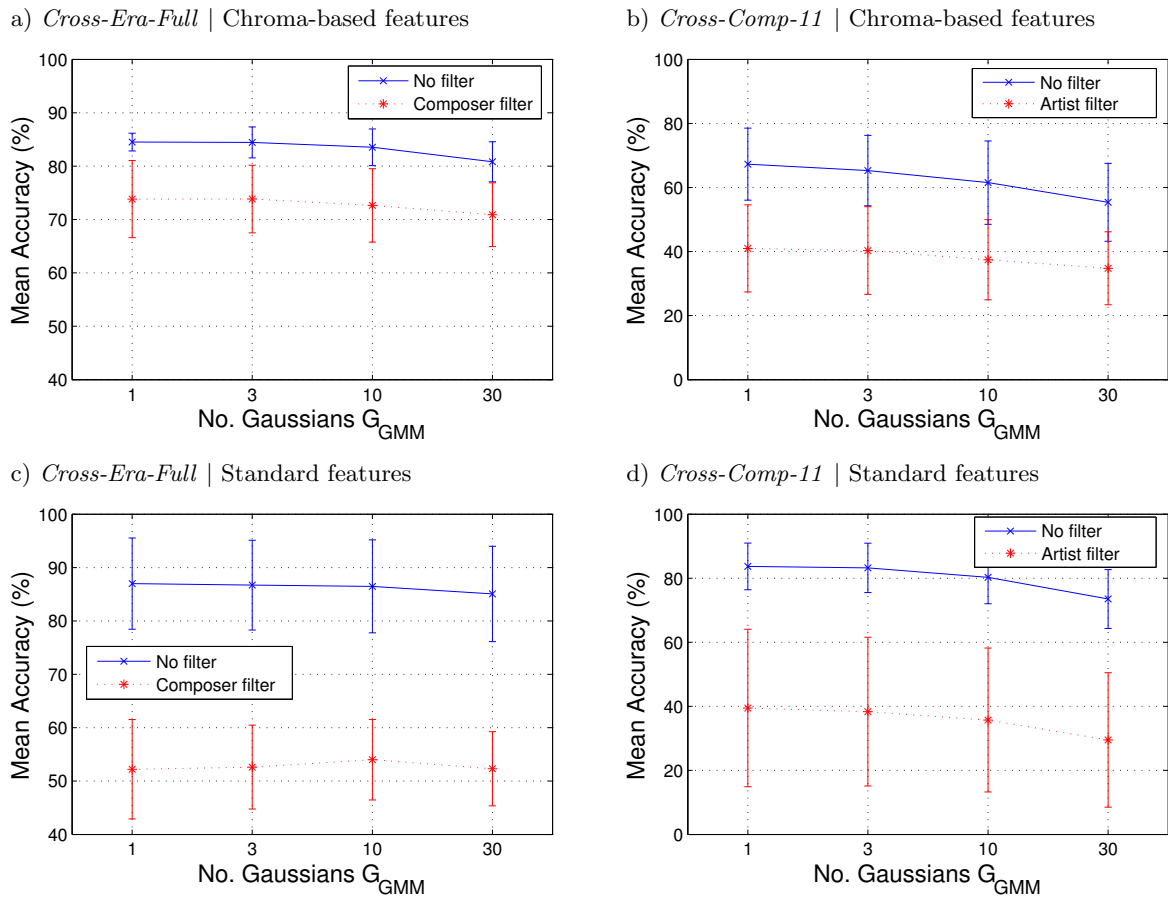 a) Cross-Era-Full | Chroma-based features
100
90
80
70
60
50
40
Mean Accuracy (%)
No filter
Composer filter
1 3 10 30
No. Gaussians G_GMM
b) Cross-Comp-11 | Chroma-based features
100
80
60
40
20
0
Mean Accuracy (%)
No filter
Artist filter
1 3 10 30
No. Gaussians G_GMM
c) Cross-Era-Full | Standard features
100
90
80
70
60
50
40
Mean Accuracy (%)
No filter
Composer filter
1 3 10 30
No. Gaussians G_GMM
d) Cross-Comp-11 | Standard features
100
80
60
40
20
0
Mean Accuracy (%)
No filter
Artist filter
1 3 10 30
No. Gaussians G_GMM